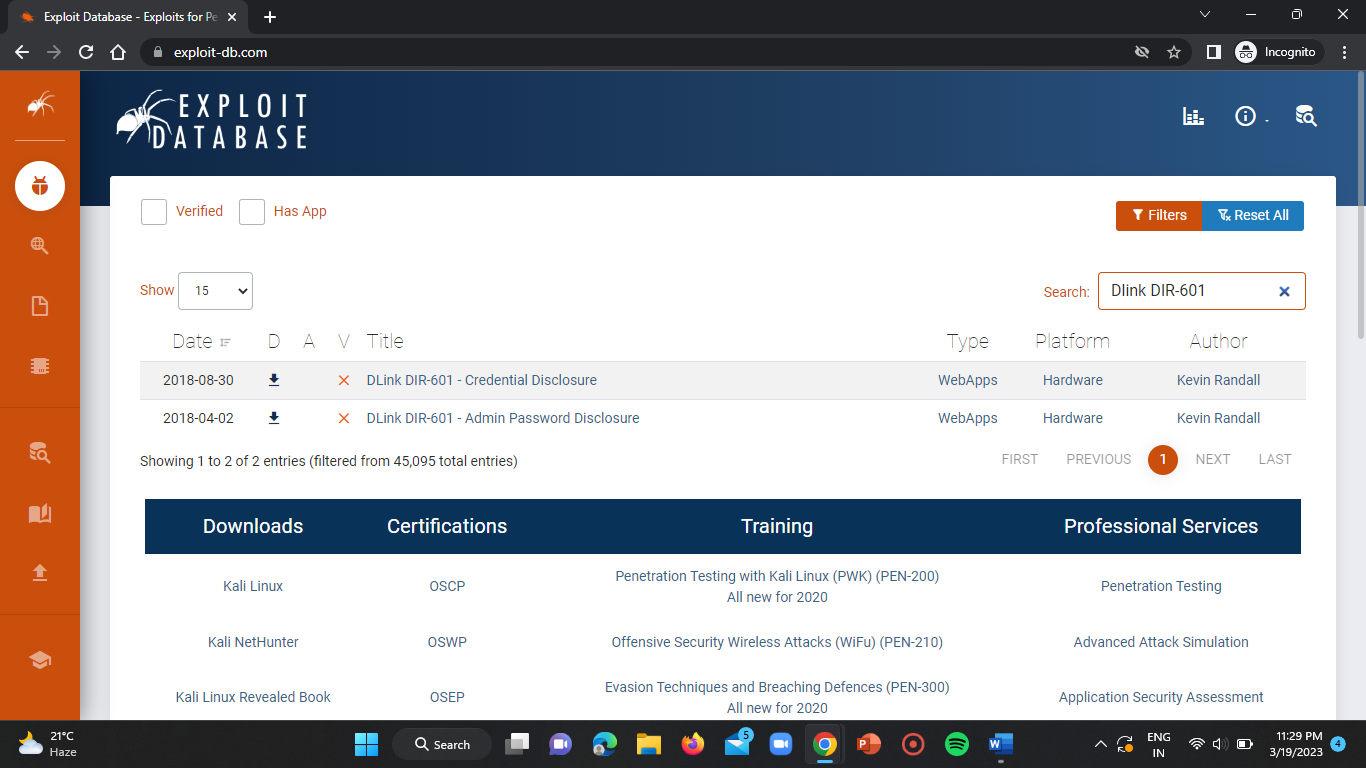 Exploit Database - Exploits for Pe
exploit-db.com
Incognito
EXPLOIT
DATABASE
Verified
Has App
Filters
Reset All
Show 15
Search: Dlink DIR-601
Date D A V Title Type Platform Author
2018-08-30 DLink DIR-601 - Credential Disclosure WebApps Hardware Kevin Randall
2018-04-02 DLink DIR-601 - Admin Password Disclosure WebApps Hardware Kevin Randall
Showing 1 to 2 of 2 entries (filtered from 45,095 total entries)
FIRST PREVIOUS 1 NEXT LAST
Downloads Certifications Training Professional Services
Kali Linux OSCP Penetration Testing with Kali Linux (PWK) (PEN-200)
All new for 2020 Penetration Testing
Kali NetHunter OSWP Offensive Security Wireless Attacks (WiFu) (PEN-210) Advanced Attack Simulation
Kali Linux Revealed Book OSEP Evasion Techniques and Breaching Defences (PEN-300)
All new for 2020 Application Security Assessment
21°C
Haze
Search
5
ENG
IN
11:29 PM
3/19/2023
4